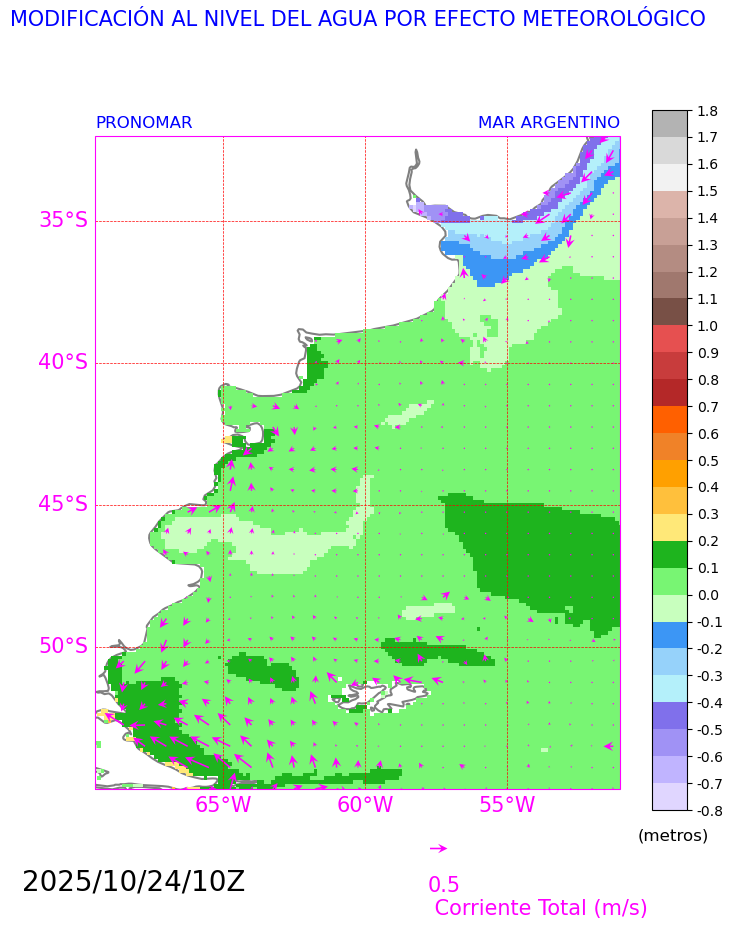 MODIFICACIÓN AL NIVEL DEL AGUA POR EFECTO METEOROLÓGICO
PRONOMAR
MAR ARGENTINO
35°S
40°S
45°S
50°S
65°W
60°W
55°W
1.8
1.7
1.6
1.5
1.4
1.3
1.2
1.1
1.0
0.9
0.8
0.7
0.6
0.5
0.4
0.3
0.2
0.1
0.0
-0.1
-0.2
-0.3
-0.4
-0.5
-0.6
-0.7
-0.8
(metros)
2025/10/24/10Z
0.5
Corriente Total (m/s)